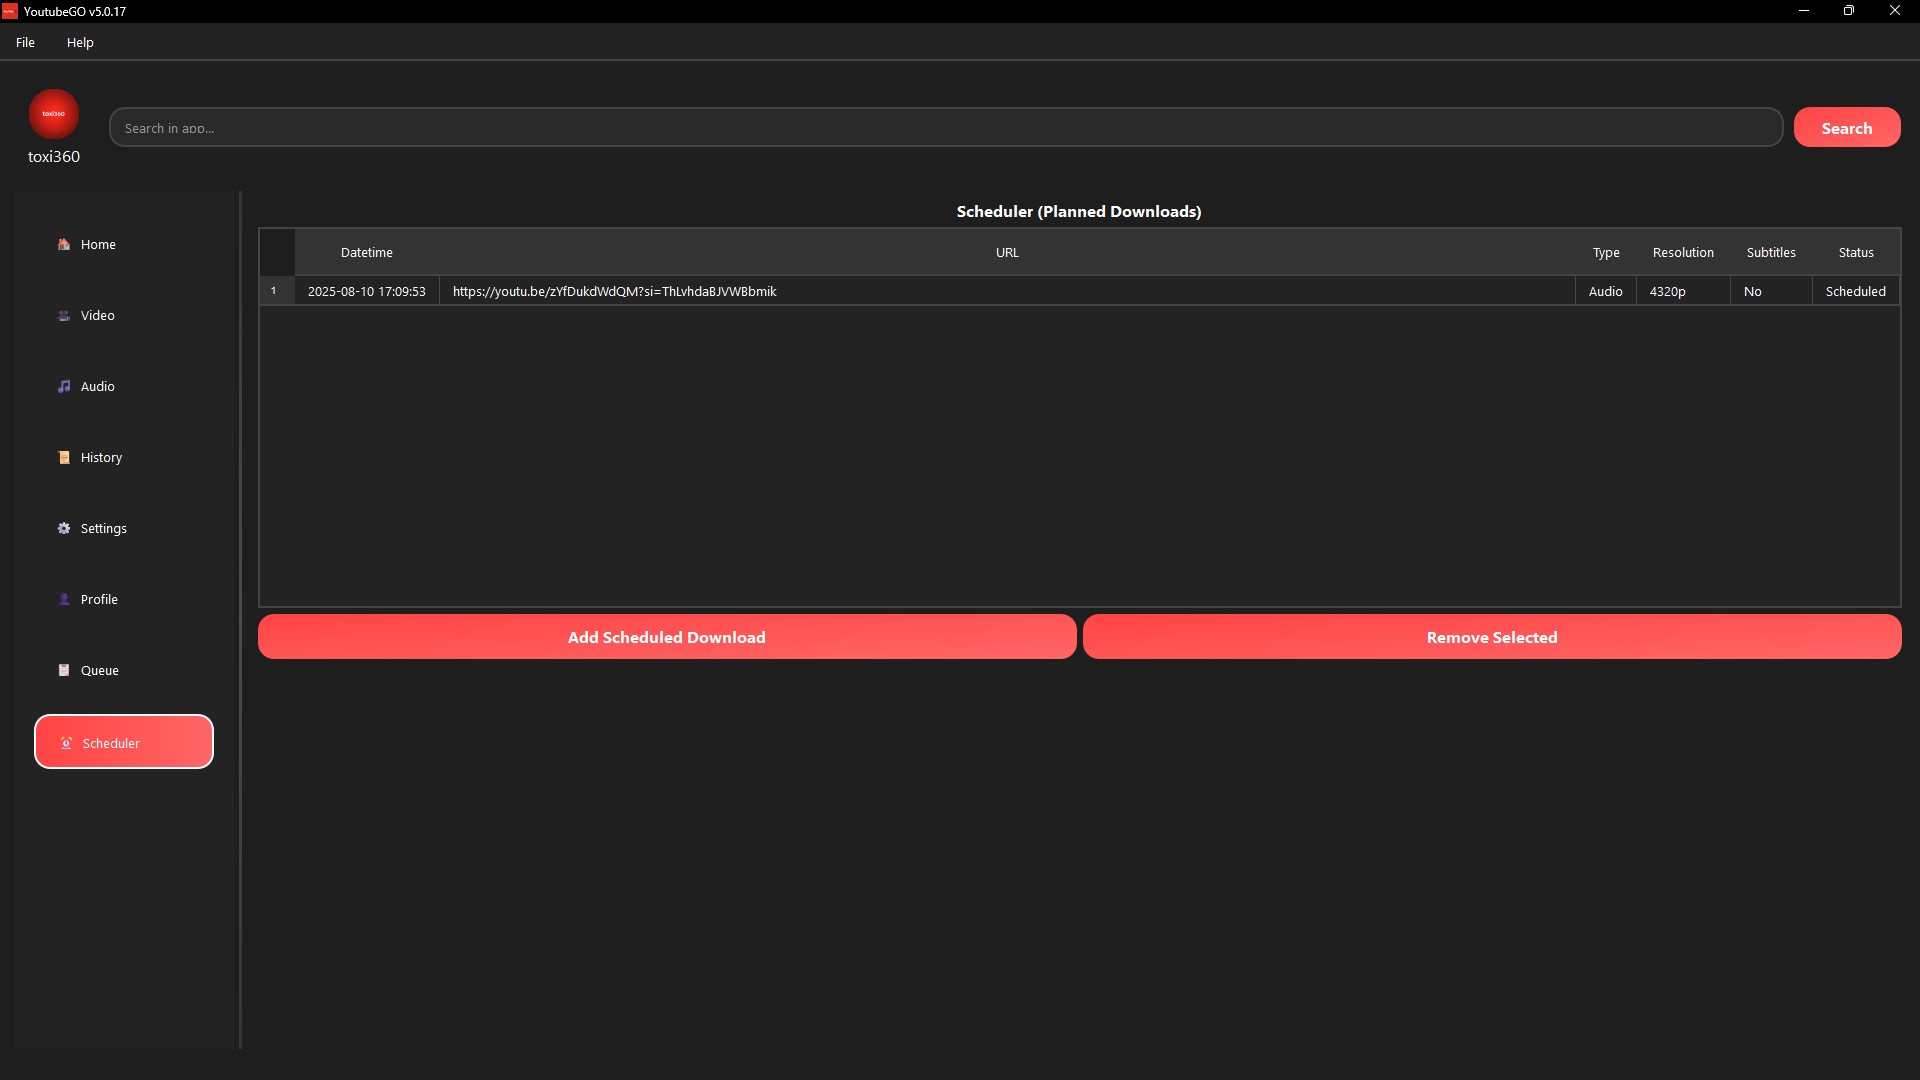 YoutubeGO v5.0.17
File Help
toxi360
Search in app...
Search
toxi360
Home
Video
Audio
History
Settings
Profile
Queue
Scheduler
Scheduler (Planned Downloads)
Datetime URL Type Resolution Subtitles Status
1 2025-08-10 17:09:53 https://youtu.be/zYfDukdWdQM?si=ThLvhdaBJVWBbmik Audio 4320p No Scheduled
Add Scheduled Download Remove Selected